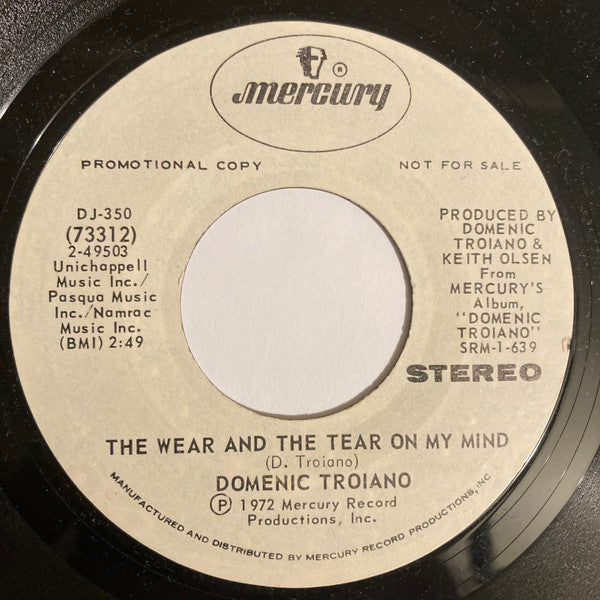 ®
mercury
PROMOTIONAL COPY
NOT FOR SALE
DJ-350
(73312)
2-49503
Unichappell
Music Inc./
Pasqua Music
Inc./Namrac
Music Inc.
(BMI) 2:49
PRODUCED BY
DOMENIC
TROIANO &
KEITH OLSEN
From
MERCURY'S
Album,
"DOMENIC
TROIANO"
SRM-1-639
STEREO
THE WEAR AND THE TEAR ON MY MIND
(D. Troiano)
DOMENIC TROIANO
℗ 1972 Mercury Record
Productions, Inc.
MANUFACTURED AND DISTRIBUTED BY MERCURY RECORD PRODUCTIONS, INC.